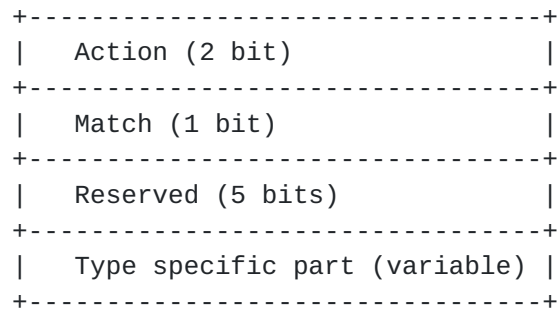 Action (2 bit)
Match (1 bit)
Reserved (5 bits)
Type specific part (variable)